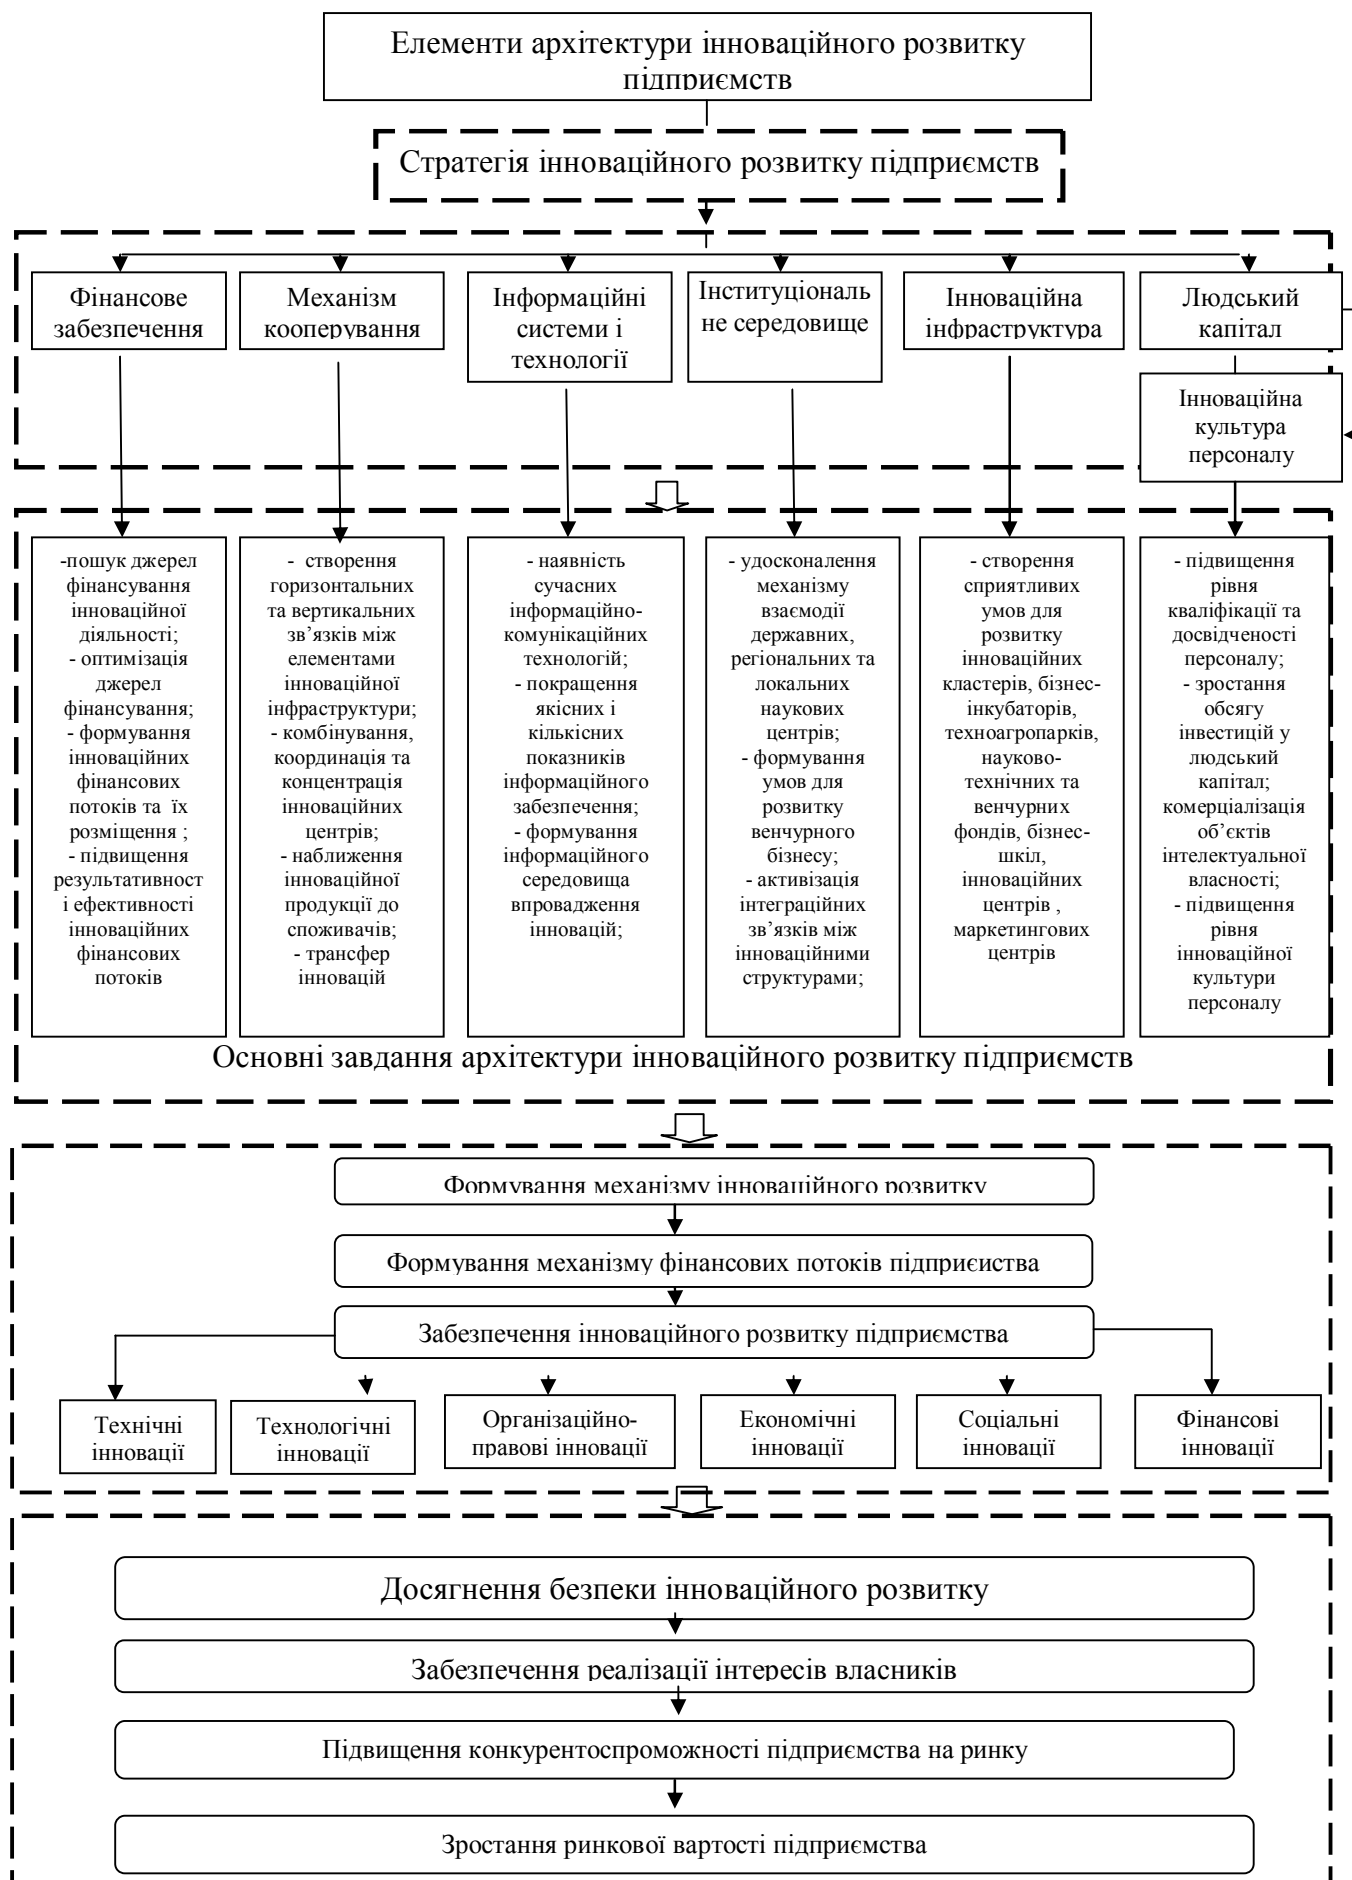 Елементи архітектури інноваційного розвитку
підприємств
Стратегія інноваційного розвитку підприємств
Фінансове
забезпечення
Механізм
кооперування
Інформаційні
системи і
технології
Інституціональ
не середовище
Інноваційна
інфраструктура
Людський
капітал
Інноваційна
культура
персоналу
-пошук джерел
фінансування
інноваційної
діяльності;
- оптимізація
джерел
фінансування;
- формування
інноваційних
фінансових
потоків та їх
розміщення ;
- підвищення
результативност
і ефективності
інноваційних
фінансових
потоків
- створення
горизонтальних
та вертикальних
зв’язків між
елементами
інноваційної
інфраструктури;
- комбінування,
координація та
концентрація
інноваційних
центрів;
- наближення
інноваційної
продукції до
споживачів;
- трансфер
інновацій
- наявність
сучасних
інформаційно-
комунікаційних
технологій;
- покращення
якісних і
кількісних
показників
інформаційного
забезпечення;
- формування
інформаційного
середовища
впровадження
інновацій;
- удосконалення
механізму
взаємодії
державних,
регіональних та
локальних
наукових
центрів;
- формування
умов для
розвитку
венчурного
бізнесу;
- активізація
інтеграційних
зв’язків між
інноваційними
структурами;
- створення
сприятливих
умов для
розвитку
інноваційних
кластерів, бізнес-
інкубаторів,
техноагропарків,
науково-
технічних та
венчурних
фондів, бізнес-
шкіл,
інноваційних
центрів ,
маркетингових
центрів
- підвищення
рівня
кваліфікації та
досвідченості
персоналу;
- зростання
обсягу
інвестицій у
людський
капітал;
комерціалізація
об’єктів
інтелектуальної
власності;
- підвищення
рівня
інноваційної
культури
персоналу
Основні завдання архітектури інноваційного розвитку підприємств
Формування механізму інноваційного розвитку
Формування механізму фінансових потоків підприєиства
Забезпечення інноваційного розвитку підприємства
Технічні
інновації
Технологічні
інновації
Організаційно-
правові інновації
Економічні
інновації
Соціальні
інновації
Фінансові
інновації
Досягнення безпеки інноваційного розвитку
Забезпечення реалізації інтересів власників
Підвищення конкурентоспроможності підприємства на ринку
Зростання ринкової вартості підприємства